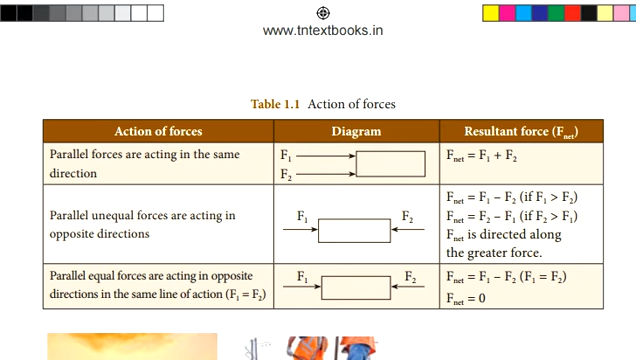 www.tntextbooks.in
Table 1.1 Action of forces
Action of forces
Diagram
Resultant force (Fnet)
Parallel forces are acting in the same
direction
F1
F2
Fnet = F1 + F2
Parallel unequal forces are acting in
opposite directions
F1
F2
Fnet = F1 – F2 (if F1 > F2)
Fnet = F2 – F1 (if F2 > F1)
Fnet is directed along
the greater force.
Parallel equal forces are acting in opposite
directions in the same line of action (F1 = F2)
F1
F2
Fnet = F1 – F2 (F1 = F2)
Fnet = 0